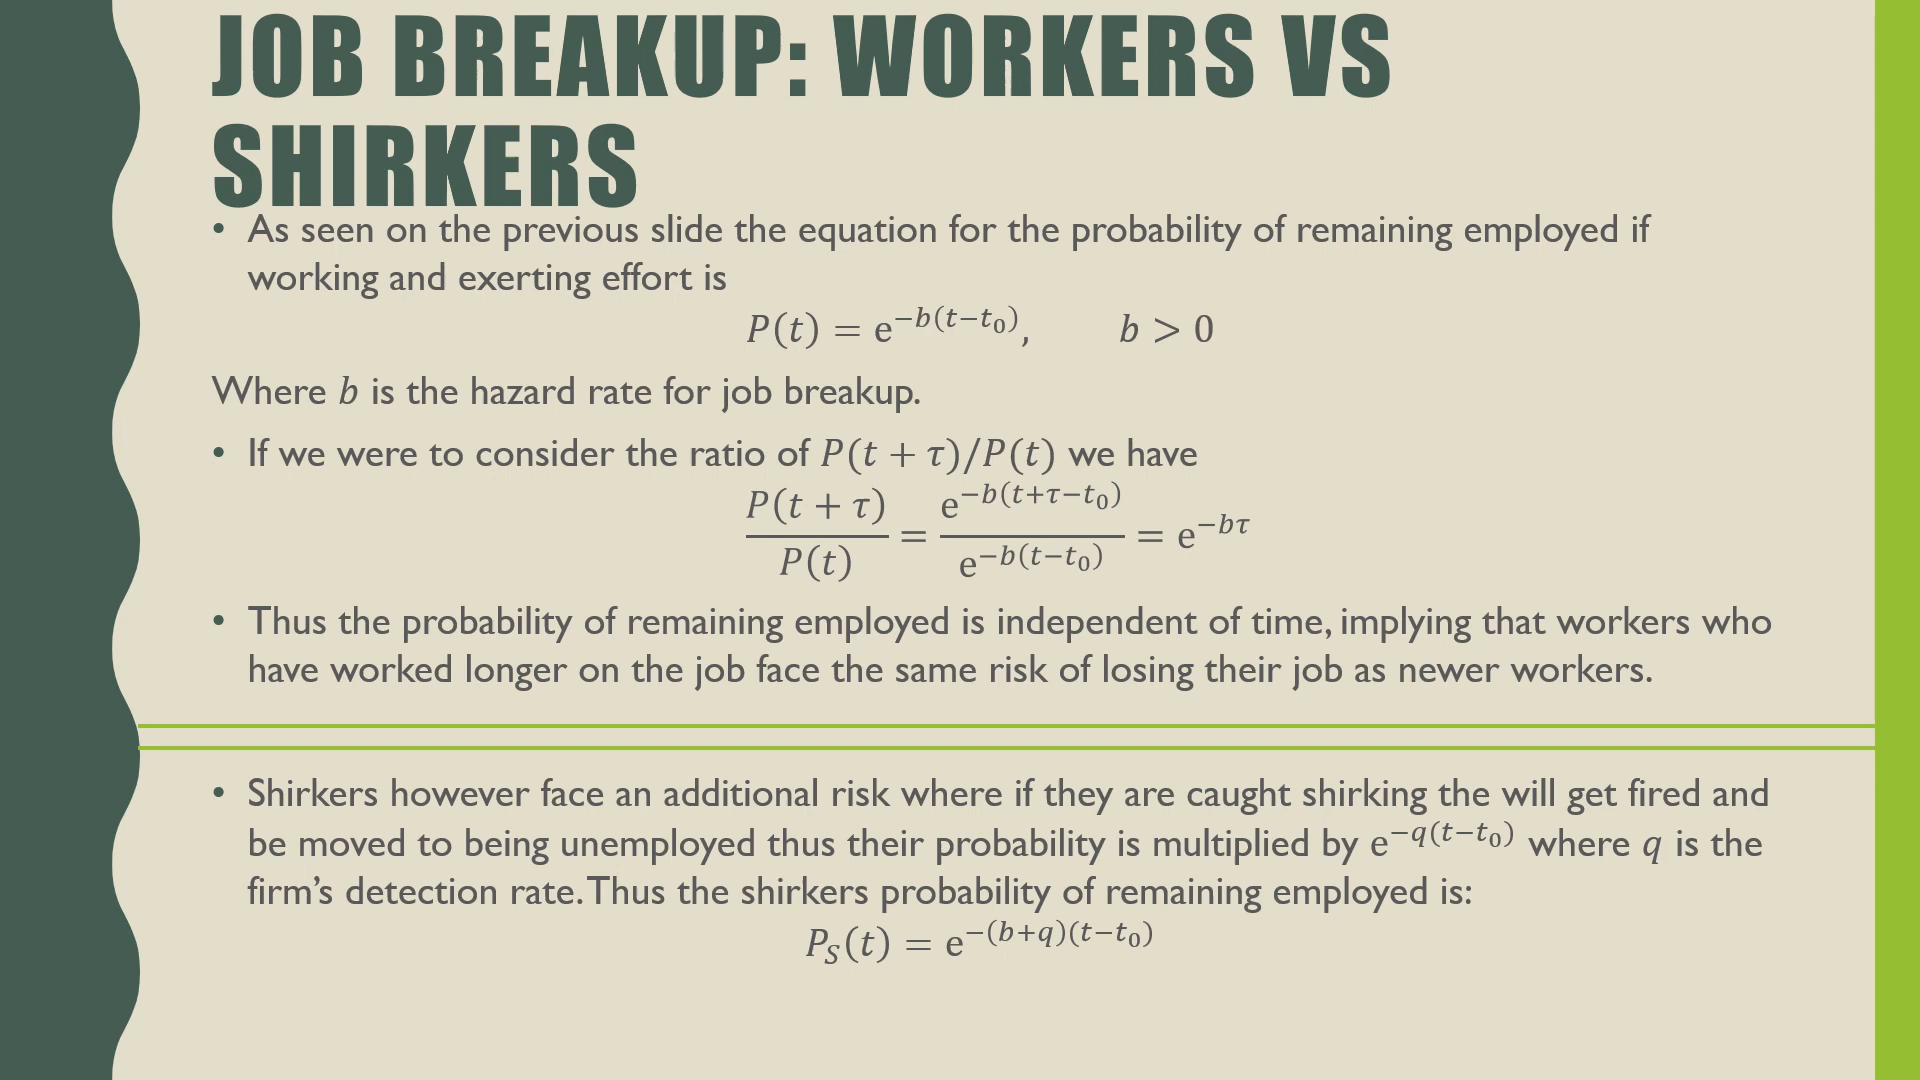 JOB BREAKUP: WORKERS VS
SHIRKERS
• As seen on the previous slide the equation for the probability of remaining employed if
working and exerting effort is
P(t) = e^{−b(t−t₀)}, b > 0
Where b is the hazard rate for job breakup.
• If we were to consider the ratio of P(t + τ)/P(t) we have
P(t + τ)/P(t) = e^{−b(t+τ−t₀)}/e^{−b(t−t₀)} = e^{−bτ}
• Thus the probability of remaining employed is independent of time, implying that workers who
have worked longer on the job face the same risk of losing their job as newer workers.
• Shirkers however face an additional risk where if they are caught shirking the will get fired and
be moved to being unemployed thus their probability is multiplied by e^{−q(t−t₀)} where q is the
firm’s detection rate. Thus the shirkers probability of remaining employed is:
P_S(t) = e^{−(b+q)(t−t₀)}